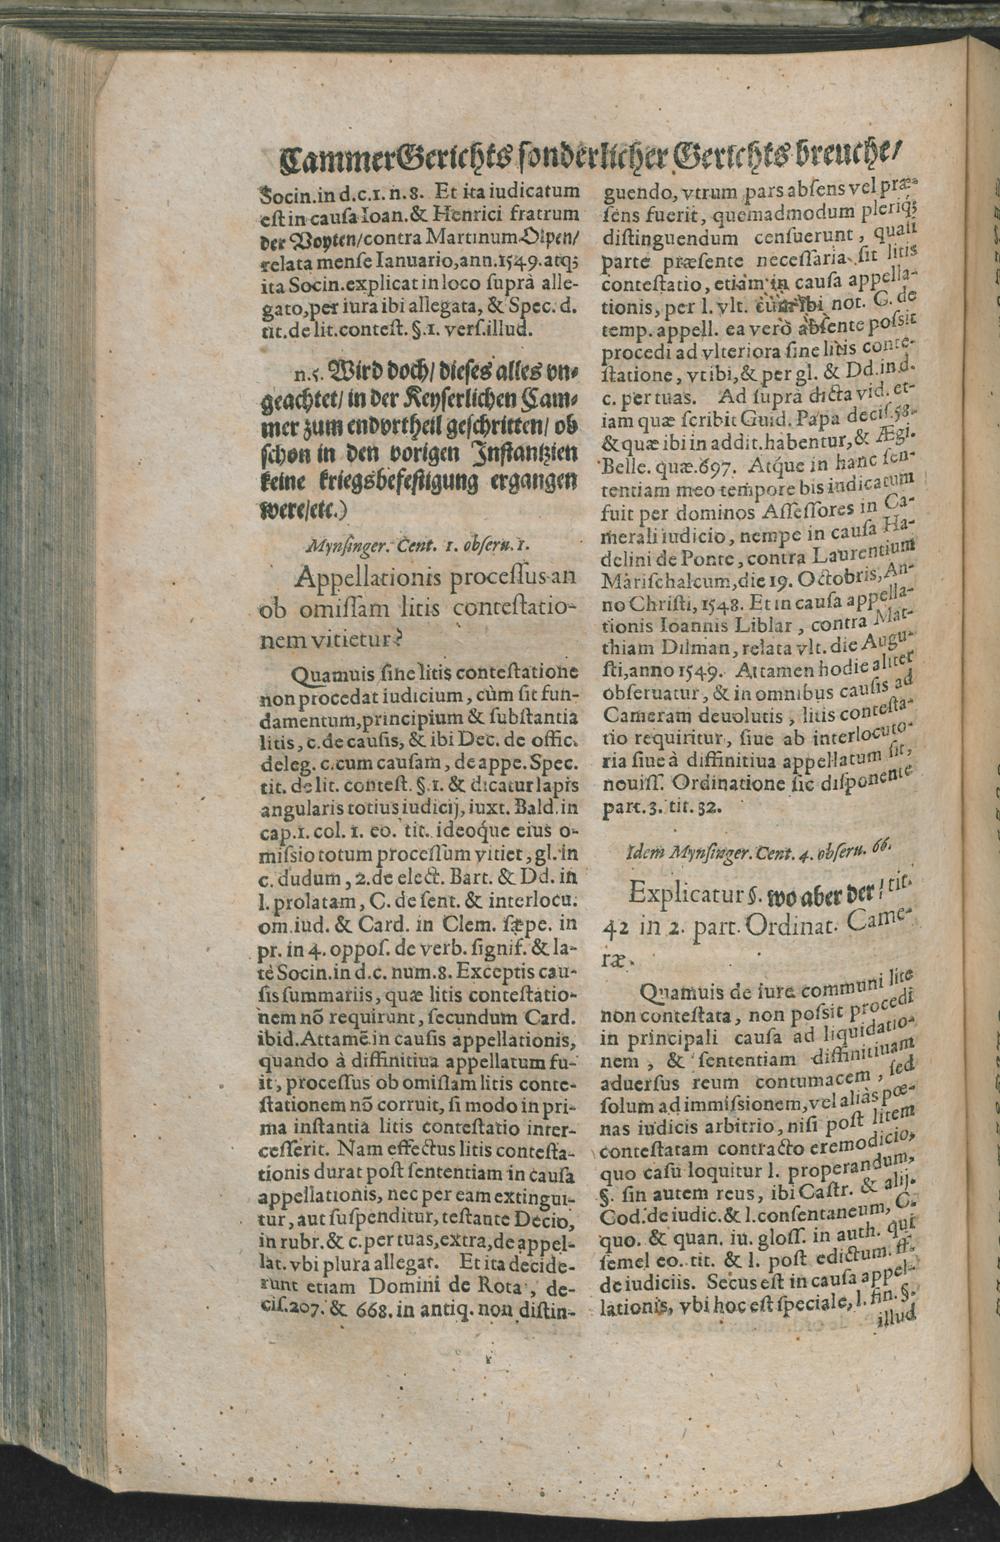 CammerGerichts sonderlicher Gerichts breuche/
Socin.in d.c.1.n.8. Et ita iudicatum
est in causa Ioan.& Henrici fratrum
der Voyten/contra Martinum Olpen/
relata mense Ianuario,ann.1549.atq;
ita Socin.explicat in loco suprà alle-
gato,per iura ibi allegata, & Spec. d.
tit.de lit.contest. §.1. vers.illud.
n.5. Wird doch/ dieses alles vn-
geachtet/ in der Keyserlichen Cam-
mer zum endvrtheil geschritten/ ob
schon in den vorigen Instantzien
keine kriegsbefestigung ergangen
were/etc.)
Mynsinger. Cent. 1. obseru.1.
Appellationis processus an
ob omissam litis contestatio-
nem vitietur?
Quamuis sine litis contestatione
non procedat iudicium, cùm sit fun-
damentum,principium & substantia
litis, c.de causis, & ibi Dec. de offic.
deleg. c.cum causam, de appe. Spec.
tit. de lit. contest. §.1. & dicatur lapis
angularis totius iudicij, iuxt. Bald.in
cap.1. col. 1. eo. tit. ideoque eius o-
missio totum processum vitiet, gl.in
c. dudum, 2.de elect. Bart. & Dd. in
l. prolatam, C. de sent. & interlocu.
om.iud. & Card. in Clem. sæpe. in
pr. in 4. oppos. de verb. signif. & la-
tè Socin.in d.c. num.8. Exceptis cau-
sis summariis, quæ litis contestatio-
nem nõ requirunt, secundum Card.
ibid.Attamẽ in causis appellationis,
quando à diffinitiua appellatum fu-
it, processus ob omissam litis conte-
stationem nõ corruit, si modo in pri-
ma instantia litis contestatio inter-
cesserit. Nam effectus litis contesta-
tionis durat post sententiam in causa
appellationis, nec per eam extingui-
tur, aut suspenditur, testante Decio,
in rubr. & c.per tuas,extra,de appel-
lat. vbi plura allegat. Et ita decide-
runt etiam Domini de Rota, de-
cis.207. & 668. in antiq. non distin-
guendo, vtrum pars absens vel præ-
sens fuerit, quemadmodum pleriq;
distinguendum censuerunt, quasi
parte præsente necessaria sit litis
contestatio, etiam in causa appella-
tionis, per l. vlt. cum ibi not. C. de
temp. appell. ea verò absente possit
procedi ad vlteriora sine litis conte-
statione, vt ibi,& per gl. & Dd.in d.
c. per tuas. Ad suprà dicta vid. et-
iam quæ scribit Guid. Papa decis.58.
& quæ ibi in addit.habentur,& Ægi.
Belle. quæ.697. Atque in hanc sen-
tentiam meo tempore bis iudicatum
fuit per dominos Assessores in Ca-
merali iudicio, nempe in causa Ha-
delini de Ponte, contra Laurentium
Marischalcum,die 19. Octobris, An-
no Christi, 1548. Et in causa appella-
tionis Ioannis Liblar, contra Mat-
thiam Dilman, relata vlt. die Augu-
sti,anno 1549. Attamen hodie aliter
obseruatur, & in omnibus causis ad
Cameram deuolutis, litis contesta-
tio requiritur, siue ab interlocuto-
ria siue à diffinitiua appellatum sit,
nouiss. Ordinatione sic disponente
part.3. tit. 32.
Idem Mynsinger. Cent. 4. obseru. 66.
Explicatur §. wo aber der / tit.
42 in 2. part. Ordinat. Came-
ræ.
Quamuis de iure communi lite
non contestata, non possit procedi
in principali causa ad liquidatio-
nem, & sententiam diffinitiuam
aduersus reum contumacem, sed
solum ad immissionem, vel aliàs pœ-
nas iudicis arbitrio, nisi post litem
contestatam contracto eremodicio,
quo casu loquitur l. properandum,
§. sin autem reus, ibi Castr. & alij.
Cod.de iudic.& l.consentaneum, C.
quo. & quan. iu. gloss. in auth. qui
semel eo. tit. & l. post edictum. ff.
de iudiciis. Secus est in causa appel-
lationis, vbi hoc est speciale, l. fin. §.
illud